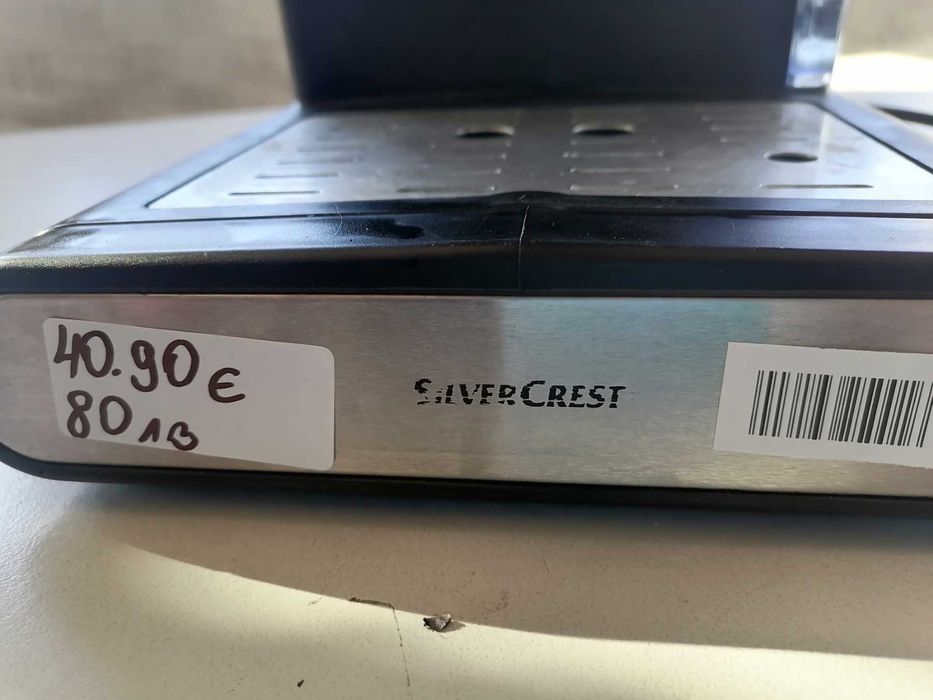 40.90 €
80 лв
SILVERCREST